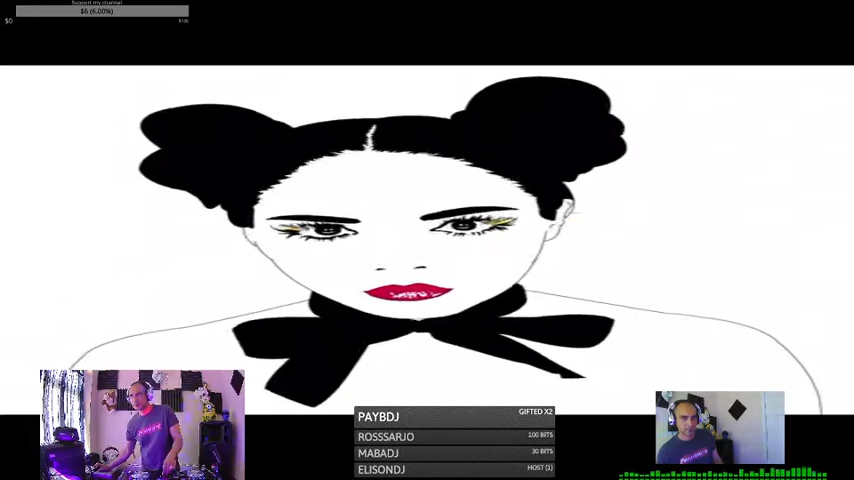 Support my channel
$6 (6.00%)
$0
$100
PAYBDJ GIFTED X2
ROSSSARJO 100 BITS
MABADJ 30 BITS
ELISONDJ HOST (1)